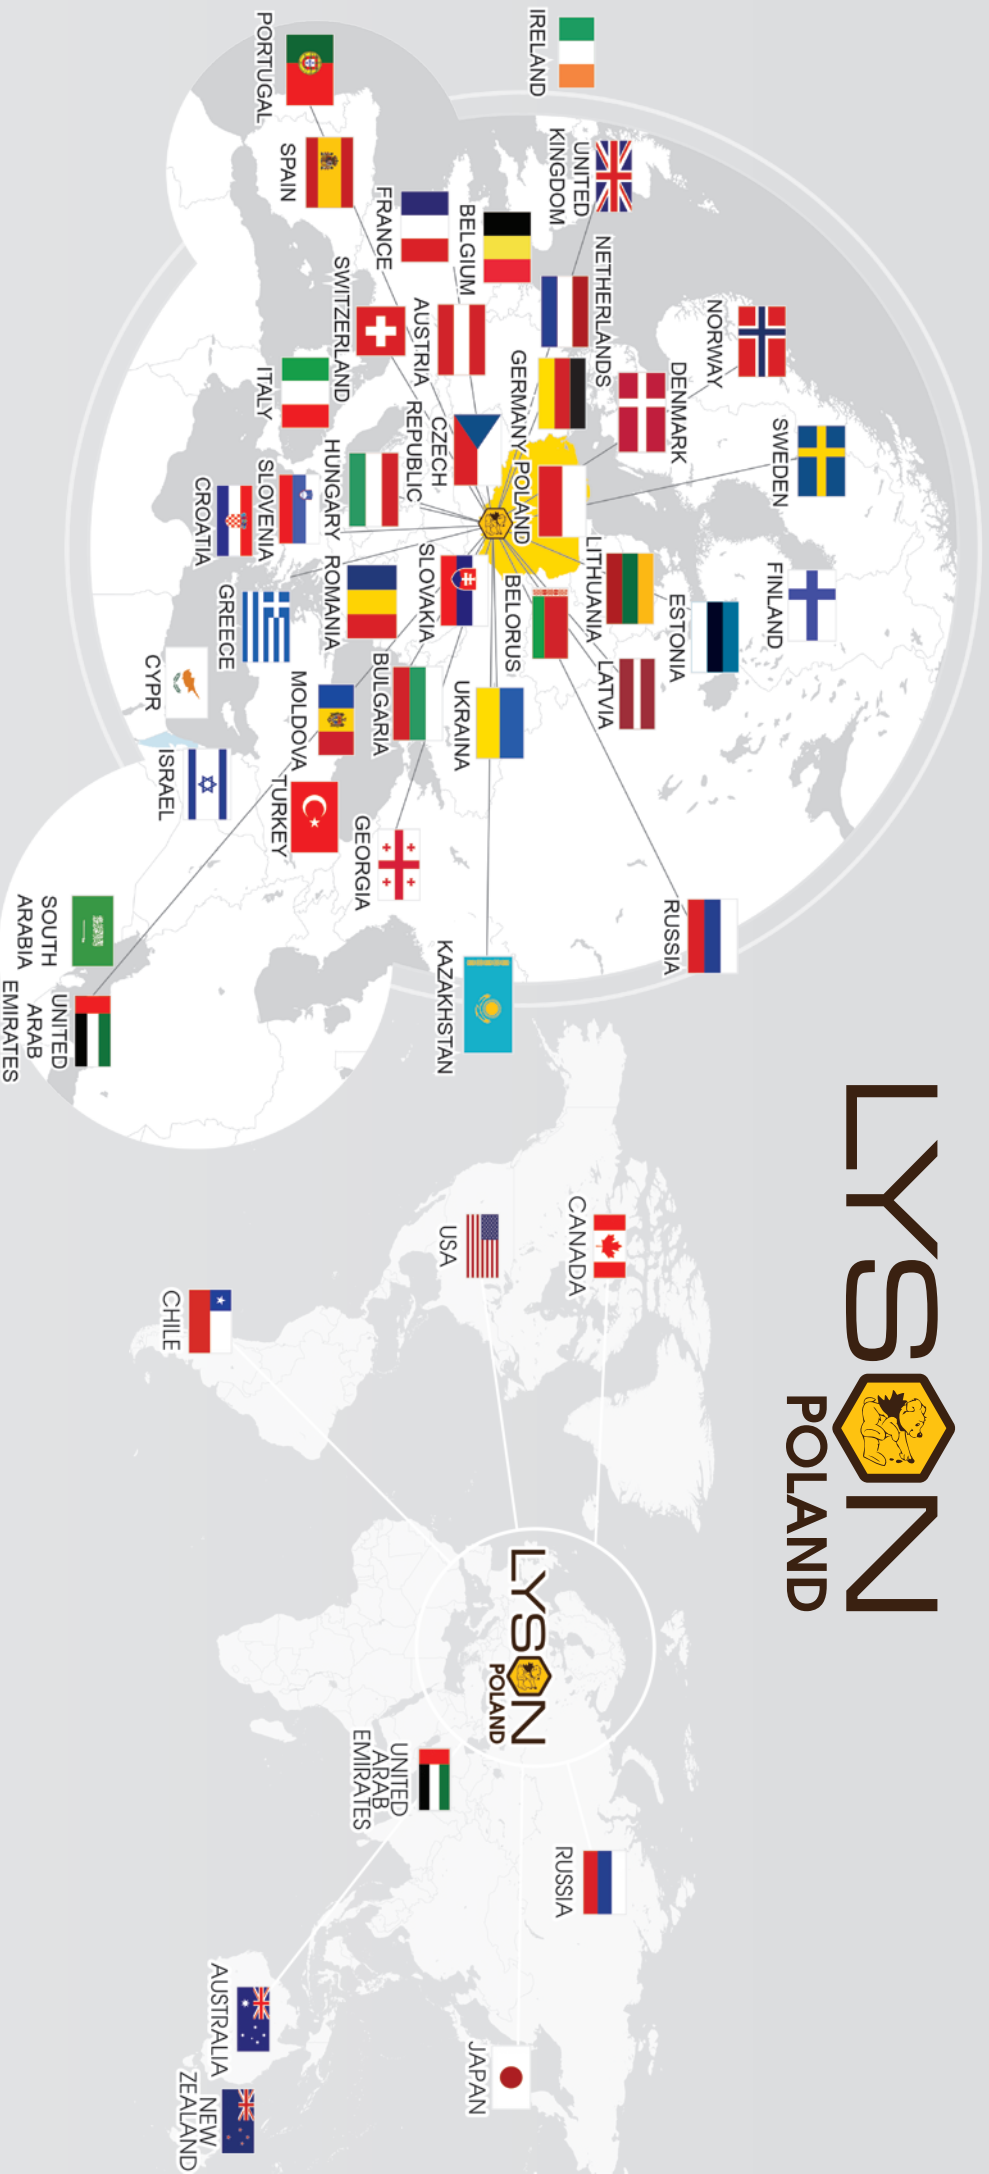 LYSON
POLAND
IRELAND
UNITED
KINGDOM
NORWAY
SWEDEN
FINLAND
RUSSIA
NETHERLANDS
DENMARK
ESTONIA
LITHUANIA
LATVIA
PORTUGAL
SPAIN
FRANCE
BELGIUM
GERMANY
POLAND
BELORUS
SWITZERLAND
AUSTRIA
CZECH
REPUBLIC
SLOVAKIA
UKRAINA
KAZAKHSTAN
ITALY
HUNGARY
SLOVENIA
CROATIA
ROMANIA
BULGARIA
MOLDOVA
GREECE
CYPR
TURKEY
GEORGIA
ISRAEL
SOUTH
ARABIA
UNITED
ARAB
EMIRATES
CANADA
USA
CHILE
LYSON
POLAND
RUSSIA
UNITED
ARAB
EMIRATES
JAPAN
AUSTRALIA
NEW
ZEALAND